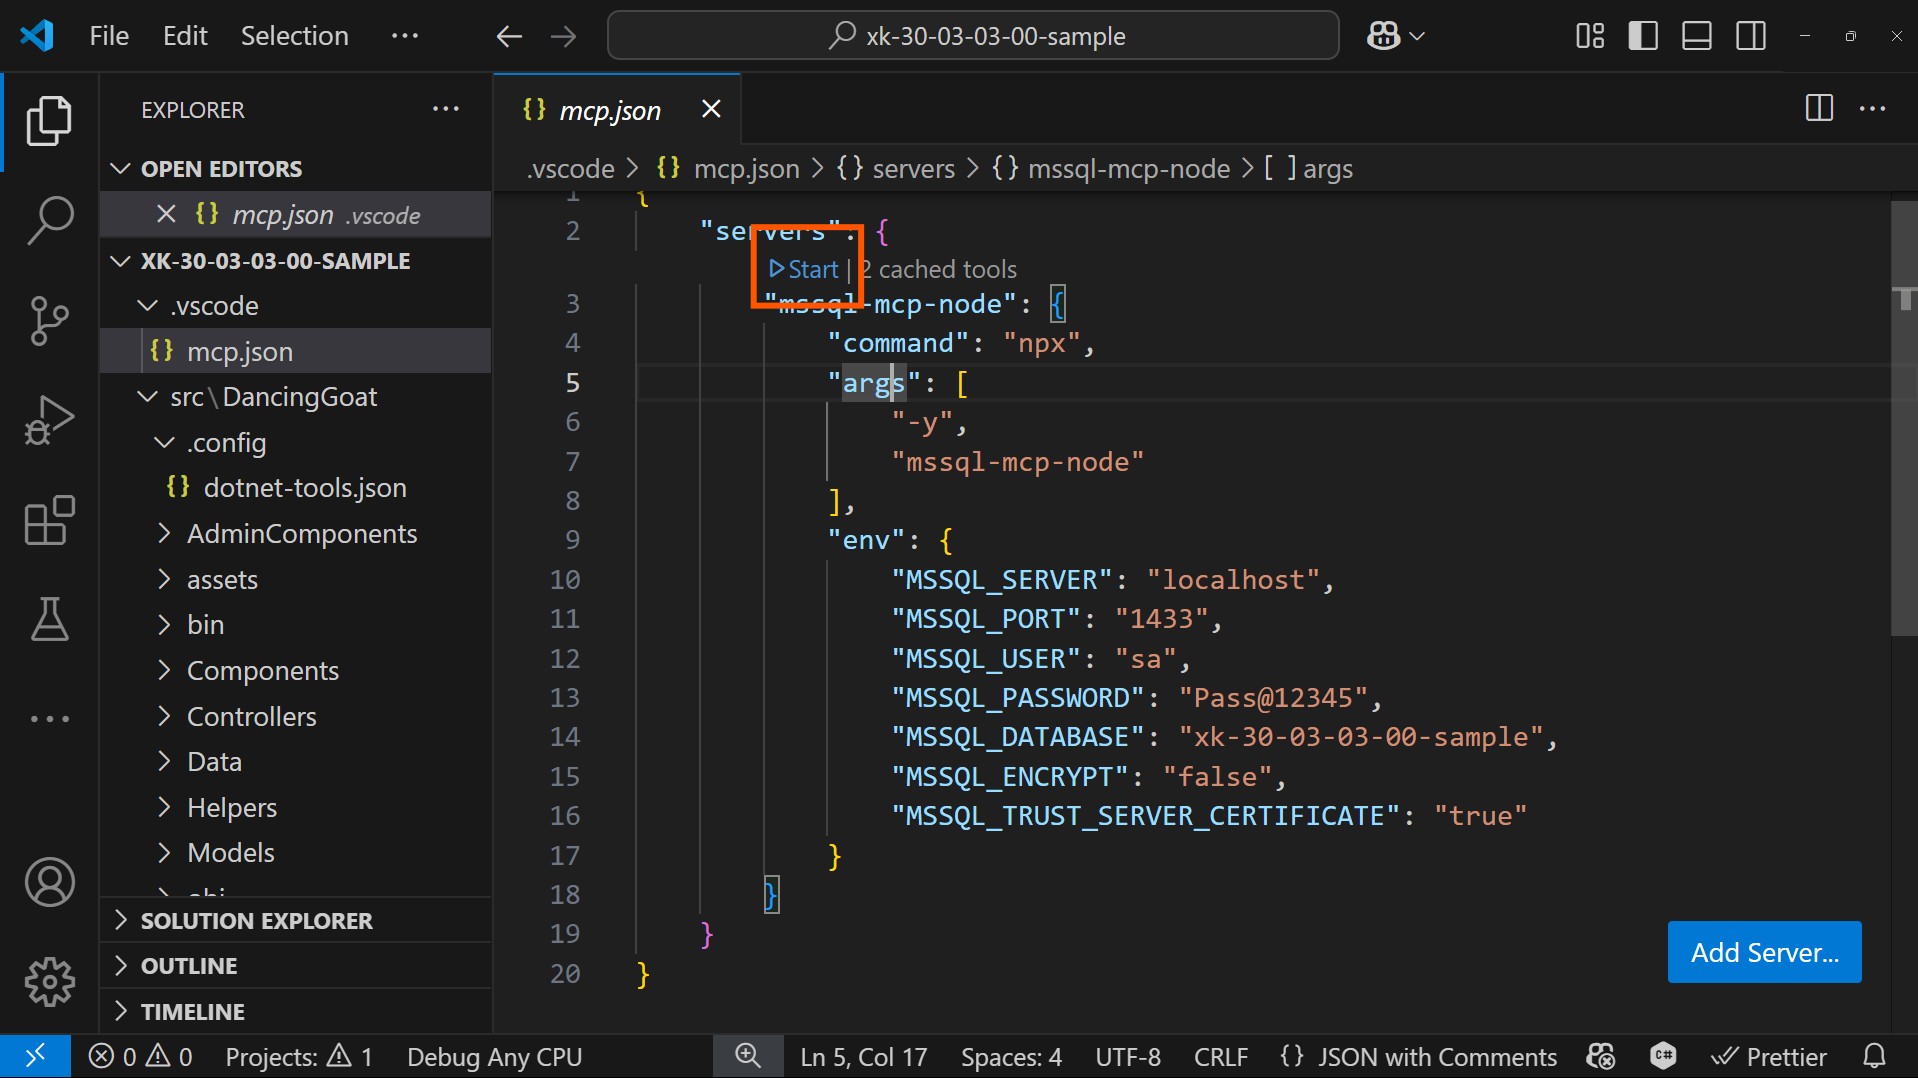 File Edit Selection ··· xk-30-03-03-00-sample
EXPLORER ···
OPEN EDITORS
{} mcp.json .vscode
XK-30-03-03-00-SAMPLE
.vscode
{} mcp.json
src\DancingGoat
.config
{} dotnet-tools.json
AdminComponents
assets
bin
Components
Controllers
Data
Helpers
Models
SOLUTION EXPLORER
OUTLINE
TIMELINE
{} mcp.json
.vscode > {} mcp.json > {} servers > {} mssql-mcp-node > [ ] args
1 {
2 "servers": {
Start | 2 cached tools
3 "mssql-mcp-node": {
4 "command": "npx",
5 "args": [
6 "-y",
7 "mssql-mcp-node"
8 ],
9 "env": {
10 "MSSQL_SERVER": "localhost",
11 "MSSQL_PORT": "1433",
12 "MSSQL_USER": "sa",
13 "MSSQL_PASSWORD": "Pass@12345",
14 "MSSQL_DATABASE": "xk-30-03-03-00-sample",
15 "MSSQL_ENCRYPT": "false",
16 "MSSQL_TRUST_SERVER_CERTIFICATE": "true"
17 }
18 }
19 }
20 }
Add Server...
0 0 Projects: 1 Debug Any CPU Ln 5, Col 17 Spaces: 4 UTF-8 CRLF {} JSON with Comments C# Prettier